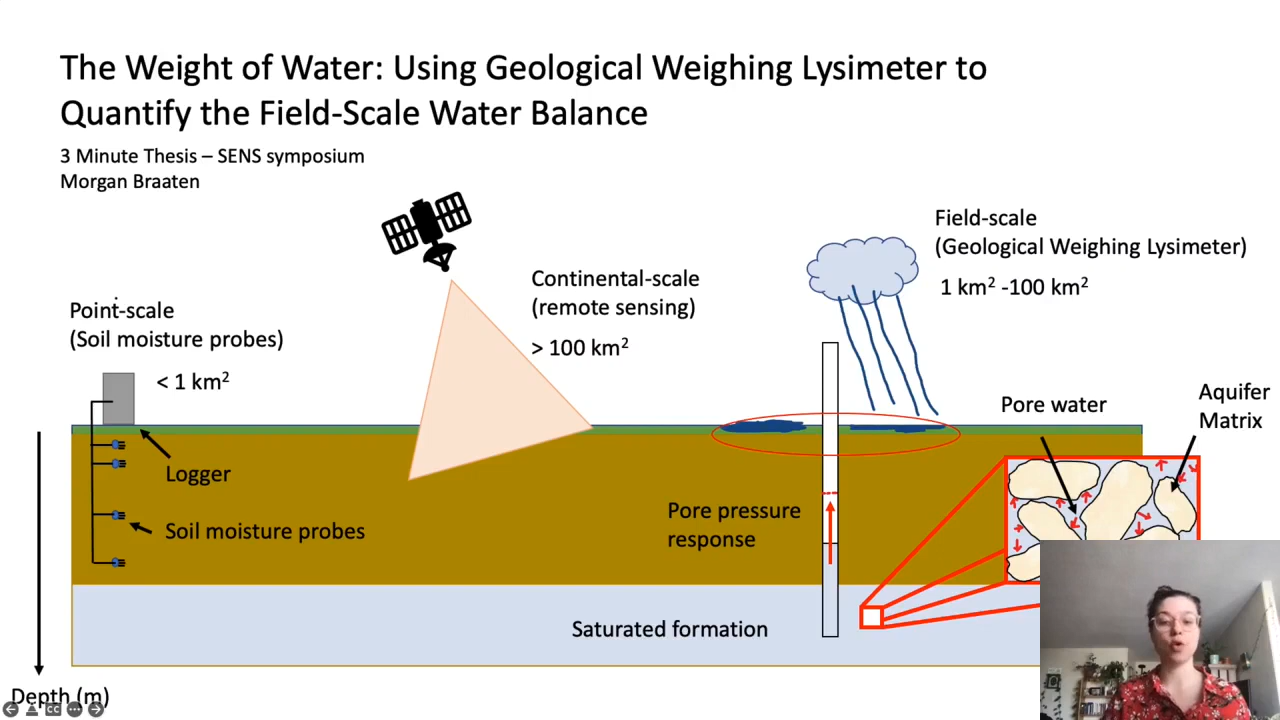 The Weight of Water: Using Geological Weighing Lysimeter to
Quantify the Field-Scale Water Balance
3 Minute Thesis – SENS symposium
Morgan Braaten
Field-scale
(Geological Weighing Lysimeter)
1 km² -100 km²
Continental-scale
(remote sensing)
> 100 km²
Point-scale
(Soil moisture probes)
< 1 km²
Aquifer
Matrix
Pore water
Logger
Pore pressure
response
Soil moisture probes
Saturated formation
Depth (m)
CC